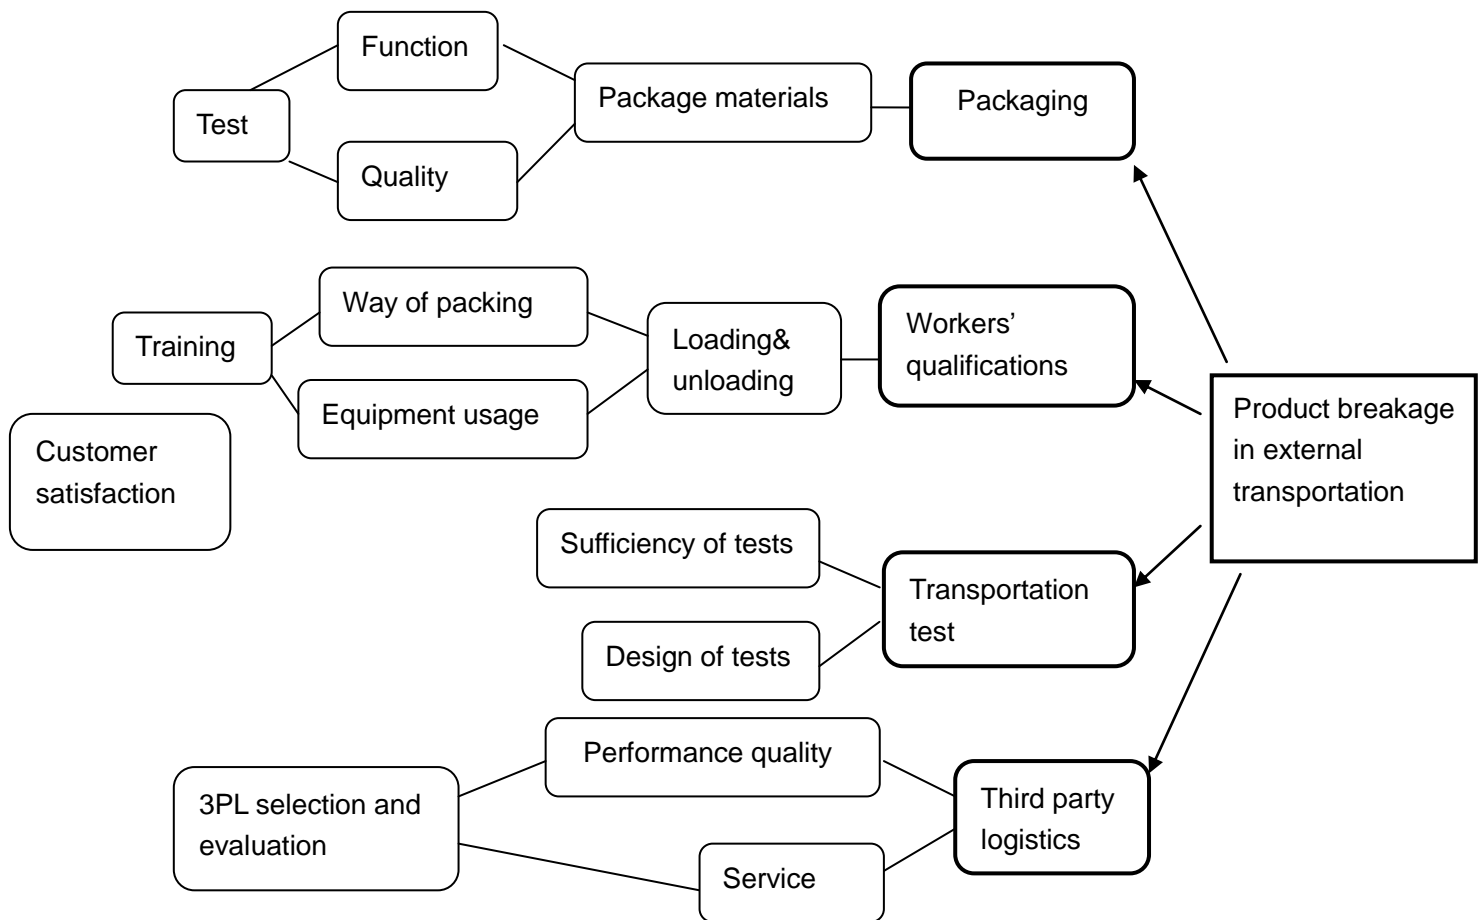 Function
Package materials
Packaging
Test
Quality
Way of packing
Workers’
qualifications
Loading&
unloading
Training
Equipment usage
Product breakage
in external
transportation
Customer
satisfaction
Sufficiency of tests
Transportation
test
Design of tests
Performance quality
3PL selection and
evaluation
Third party
logistics
Service